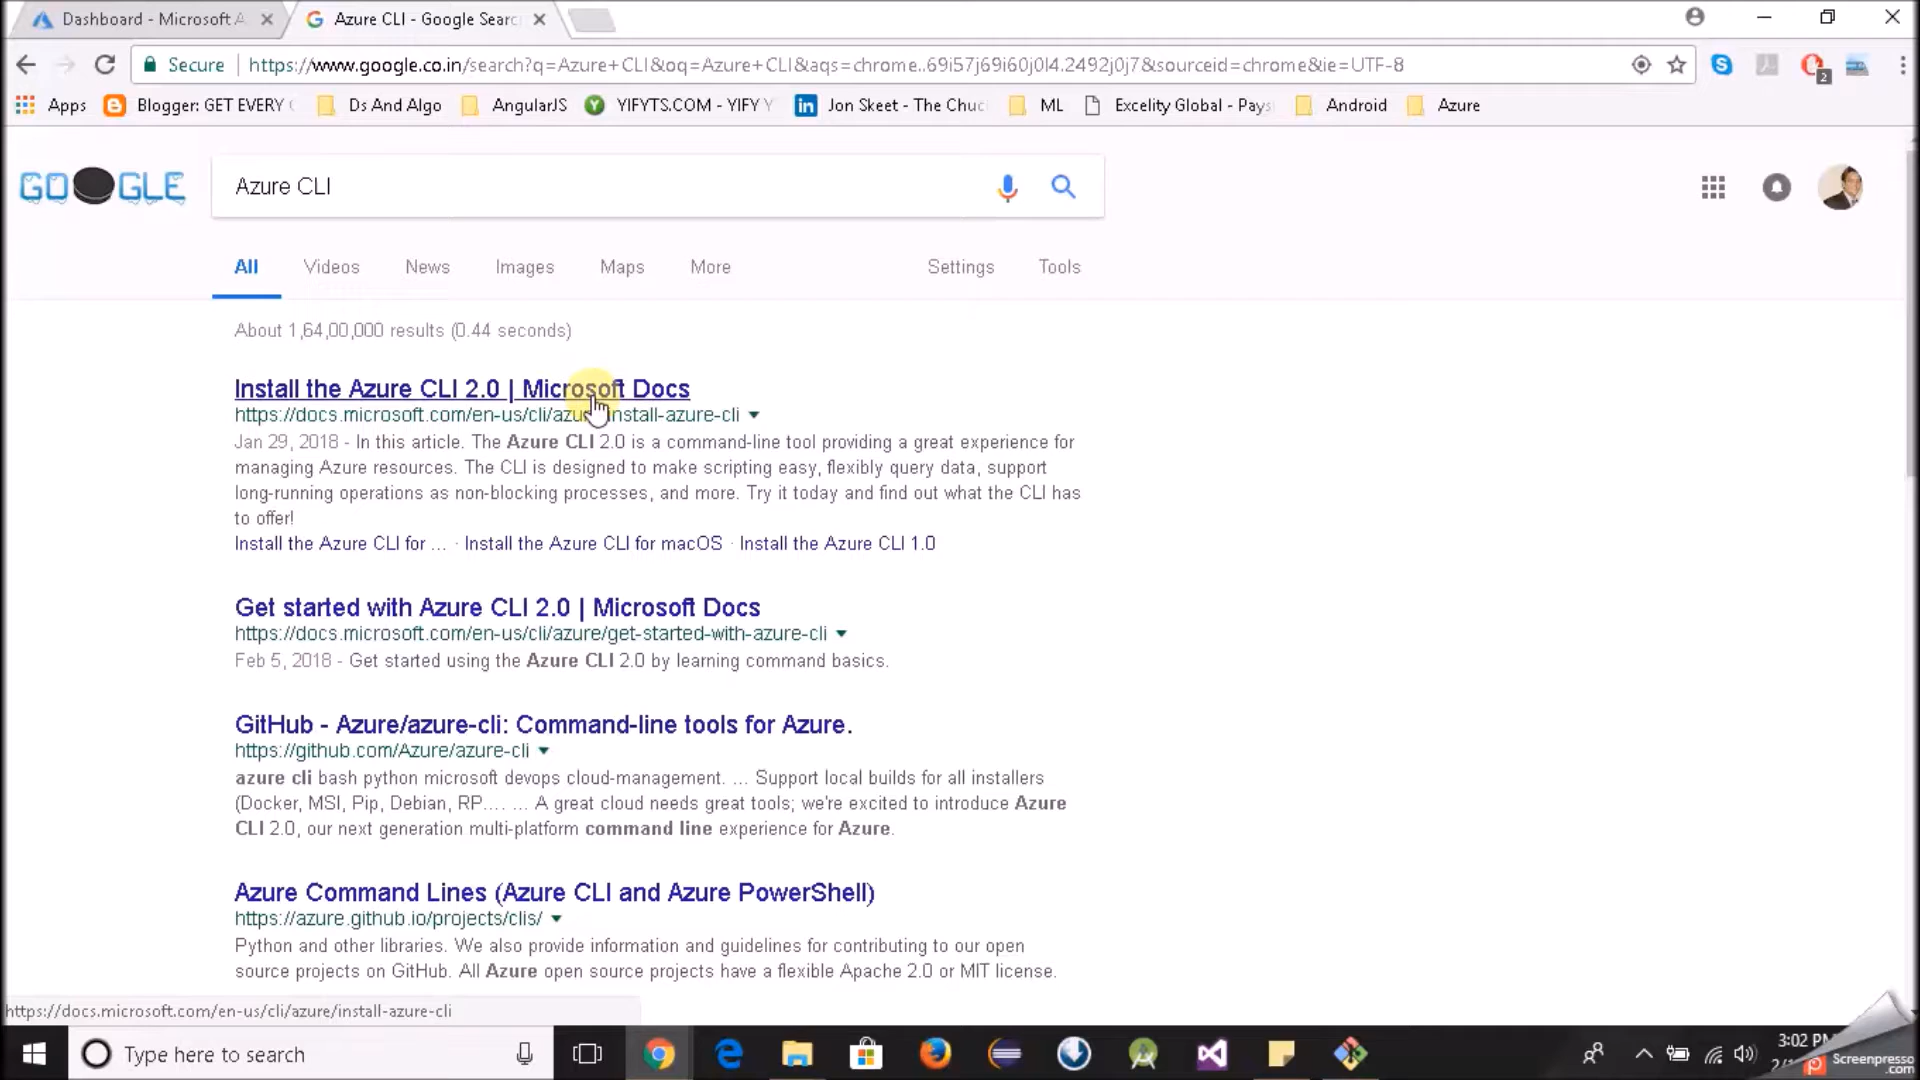 Dashboard - Microsoft A
Azure CLI - Google Searc
Secure
https://www.google.co.in/search?q=Azure+CLI&oq=Azure+CLI&aqs=chrome..69i57j69i60j0l4.2492j0j7&sourceid=chrome&ie=UTF-8
2
Apps
Blogger: GET EVERY
Ds And Algo
AngularJS
YIFYTS.COM - YIFY
Jon Skeet - The Chuc
ML
Excelity Global - Pays
Android
Azure
GOOGLE
Azure CLI
All
Videos
News
Images
Maps
More
Settings
Tools
About 1,64,00,000 results (0.44 seconds)
Install the Azure CLI 2.0 | Microsoft Docs
https://docs.microsoft.com/en-us/cli/azure/install-azure-cli
Jan 29, 2018 - In this article. The Azure CLI 2.0 is a command-line tool providing a great experience for
managing Azure resources. The CLI is designed to make scripting easy, flexibly query data, support
long-running operations as non-blocking processes, and more. Try it today and find out what the CLI has
to offer!
Install the Azure CLI for ... · Install the Azure CLI for macOS · Install the Azure CLI 1.0
Get started with Azure CLI 2.0 | Microsoft Docs
https://docs.microsoft.com/en-us/cli/azure/get-started-with-azure-cli
Feb 5, 2018 - Get started using the Azure CLI 2.0 by learning command basics.
GitHub - Azure/azure-cli: Command-line tools for Azure.
https://github.com/Azure/azure-cli
azure cli bash python microsoft devops cloud-management. ... Support local builds for all installers
(Docker, MSI, Pip, Debian, RP.... ... A great cloud needs great tools; we're excited to introduce Azure
CLI 2.0, our next generation multi-platform command line experience for Azure.
Azure Command Lines (Azure CLI and Azure PowerShell)
https://azure.github.io/projects/clis/
Python and other libraries. We also provide information and guidelines for contributing to our open
source projects on GitHub. All Azure open source projects have a flexible Apache 2.0 or MIT license.
https://docs.microsoft.com/en-us/cli/azure/install-azure-cli
Type here to search
3:02 PM
Screenpresso
.com